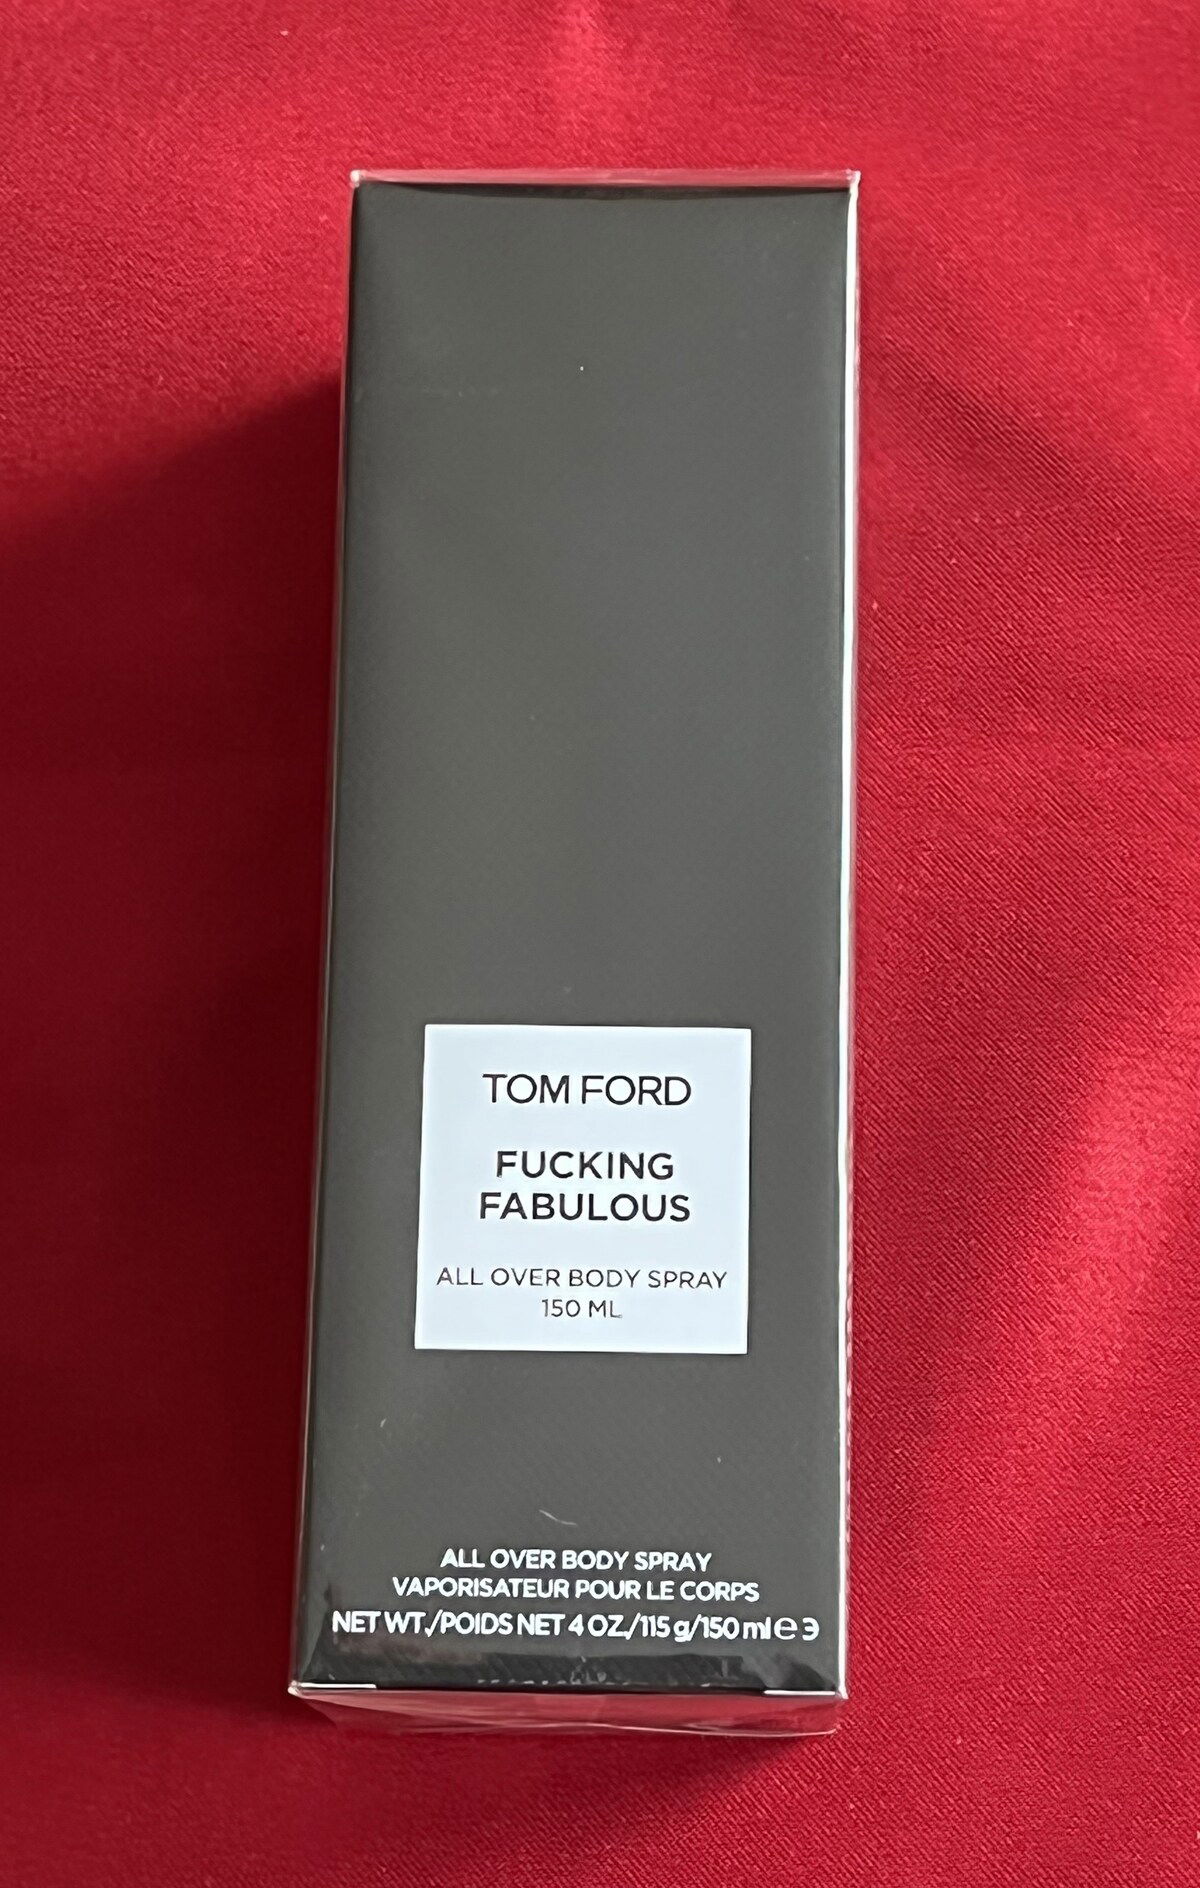 TOM FORD
FUCKING
FABULOUS
ALL OVER BODY SPRAY
150 ML
ALL OVER BODY SPRAY
VAPORISATEUR POUR LE CORPS
NET WT./POIDS NET 4 OZ./115 g/150 ml e 3